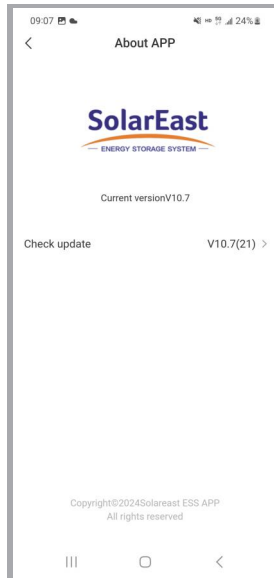 09:07 24%
About APP
SolarEast
ENERGY STORAGE SYSTEM
Current versionV10.7
Check update V10.7(21) >
Copyright©2024Solareast ESS APP
All rights reserved